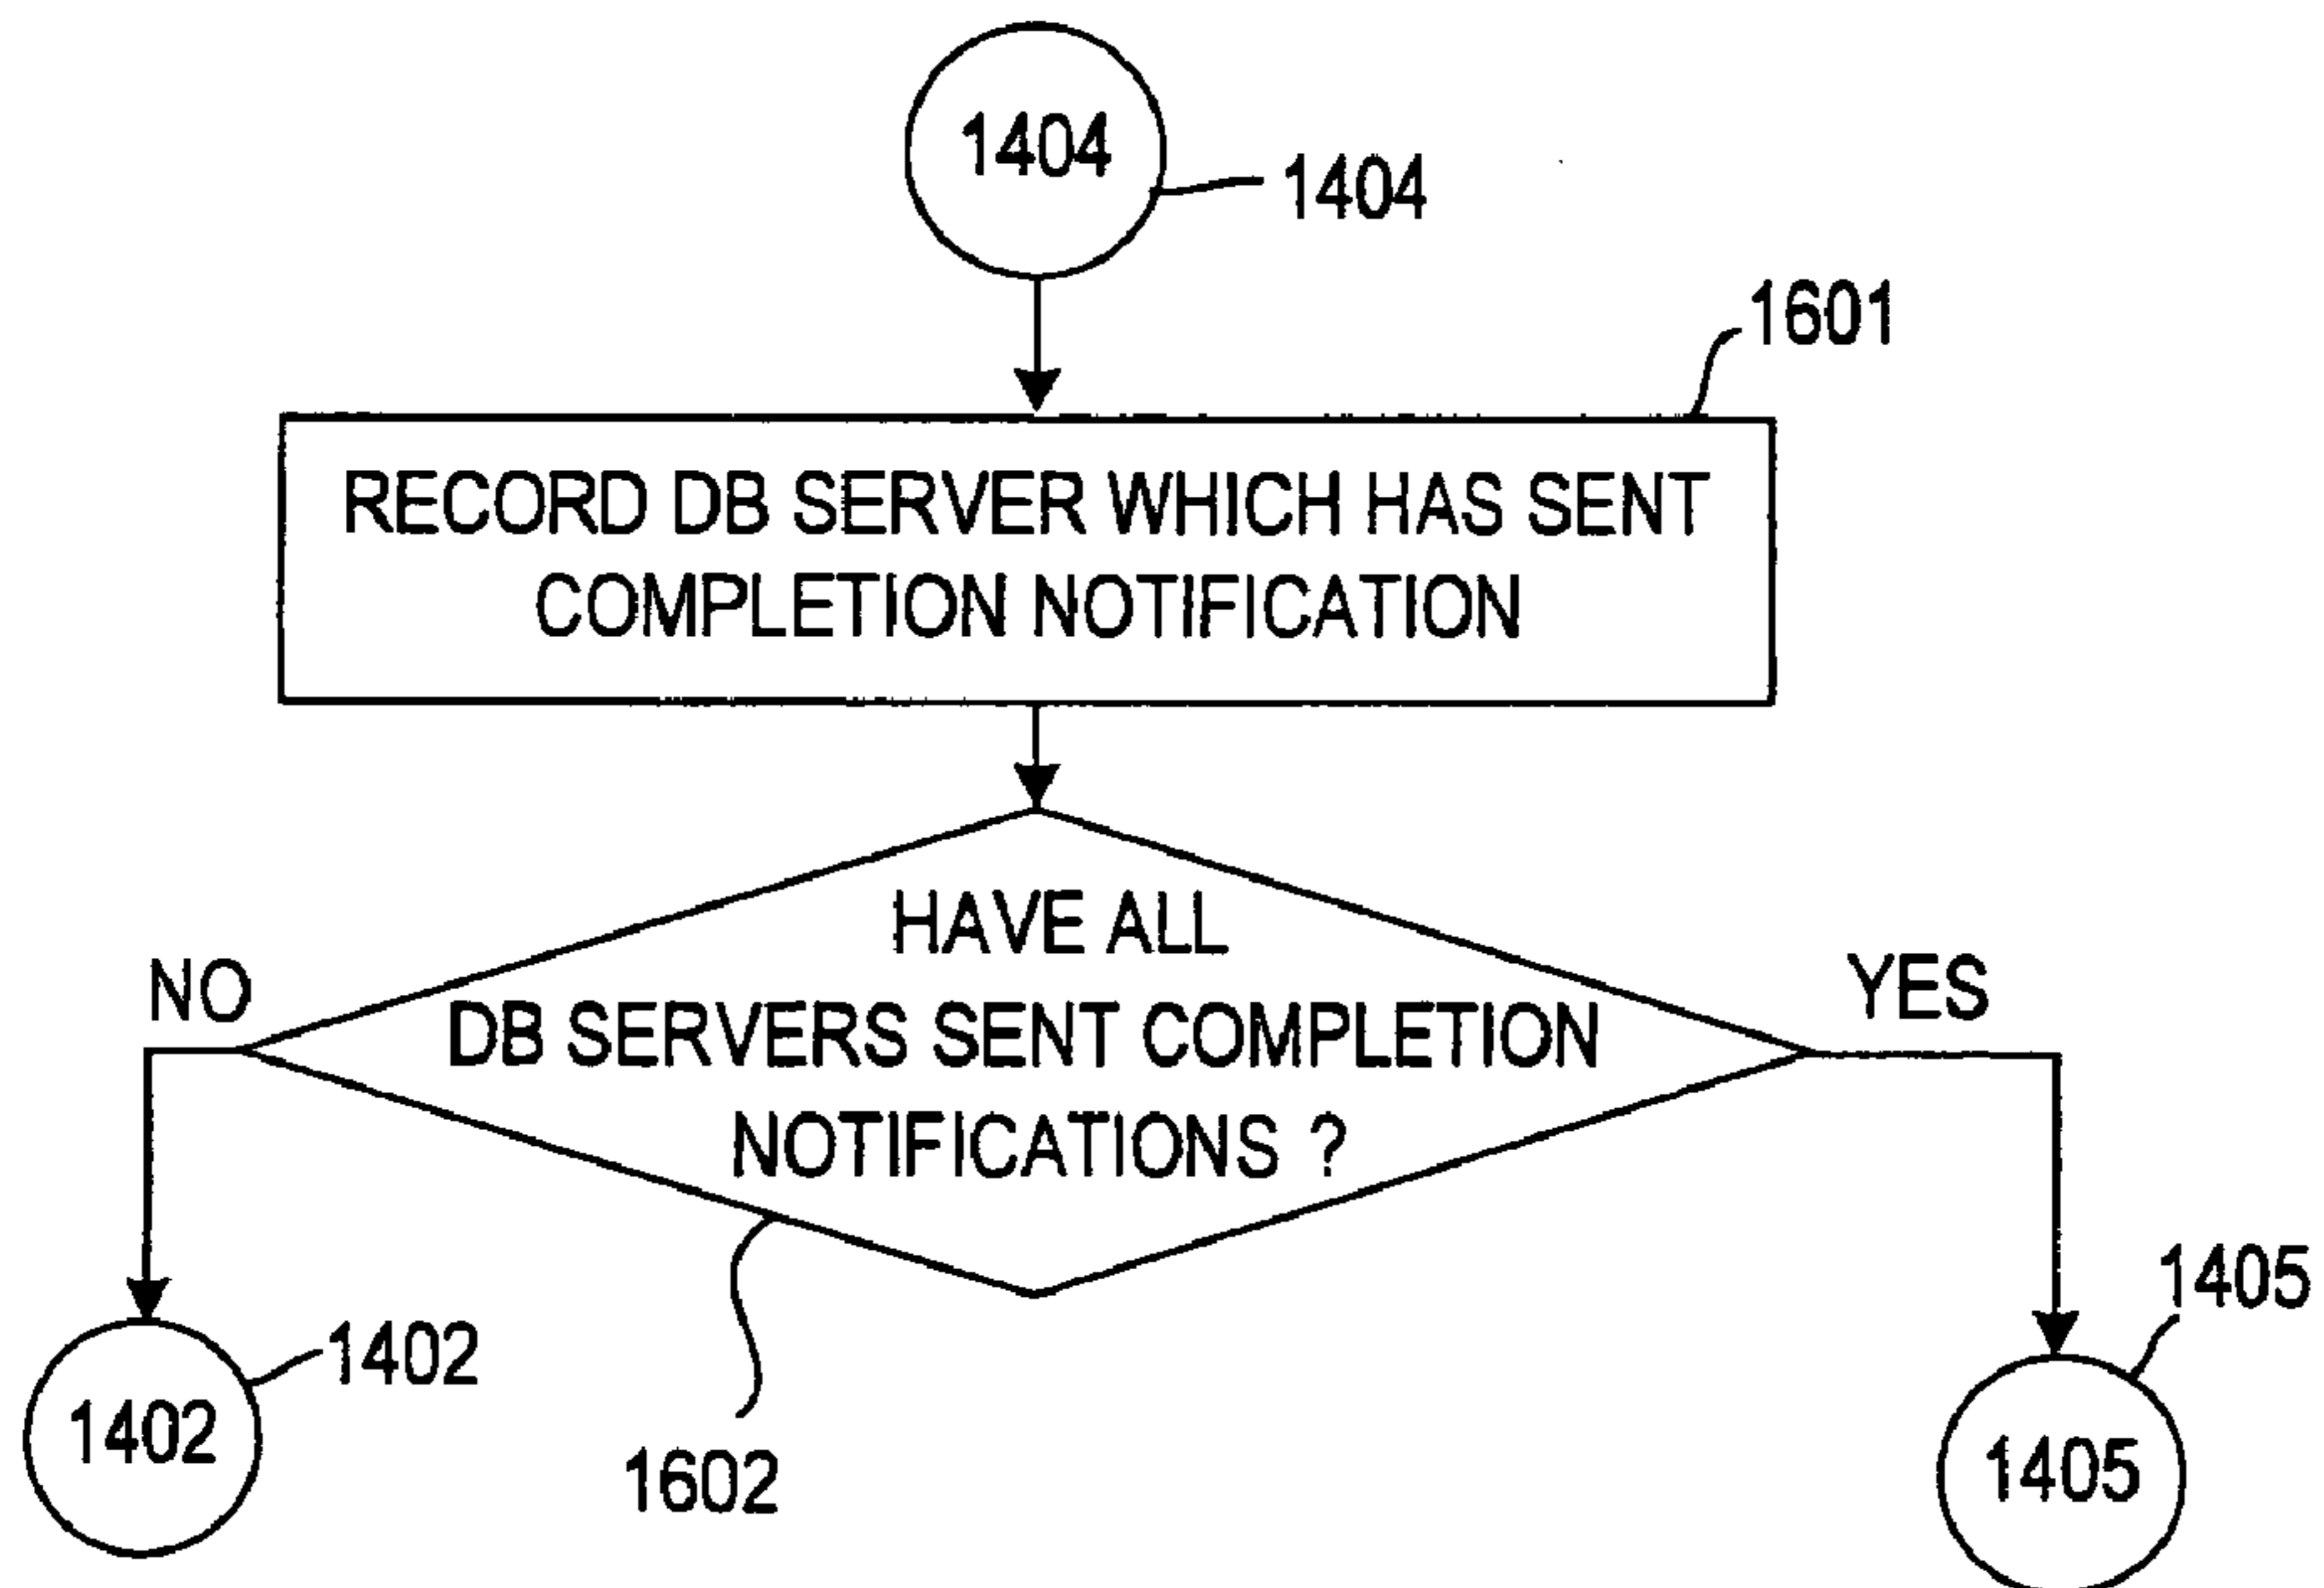 1404
1404
1601
RECORD DB SERVER WHICH HAS SENT
COMPLETION NOTIFICATION
HAVE ALL
NO
YES
DB SERVERS SENT COMPLETION
NOTIFICATIONS ?
1405
1402
1402
1602
1405